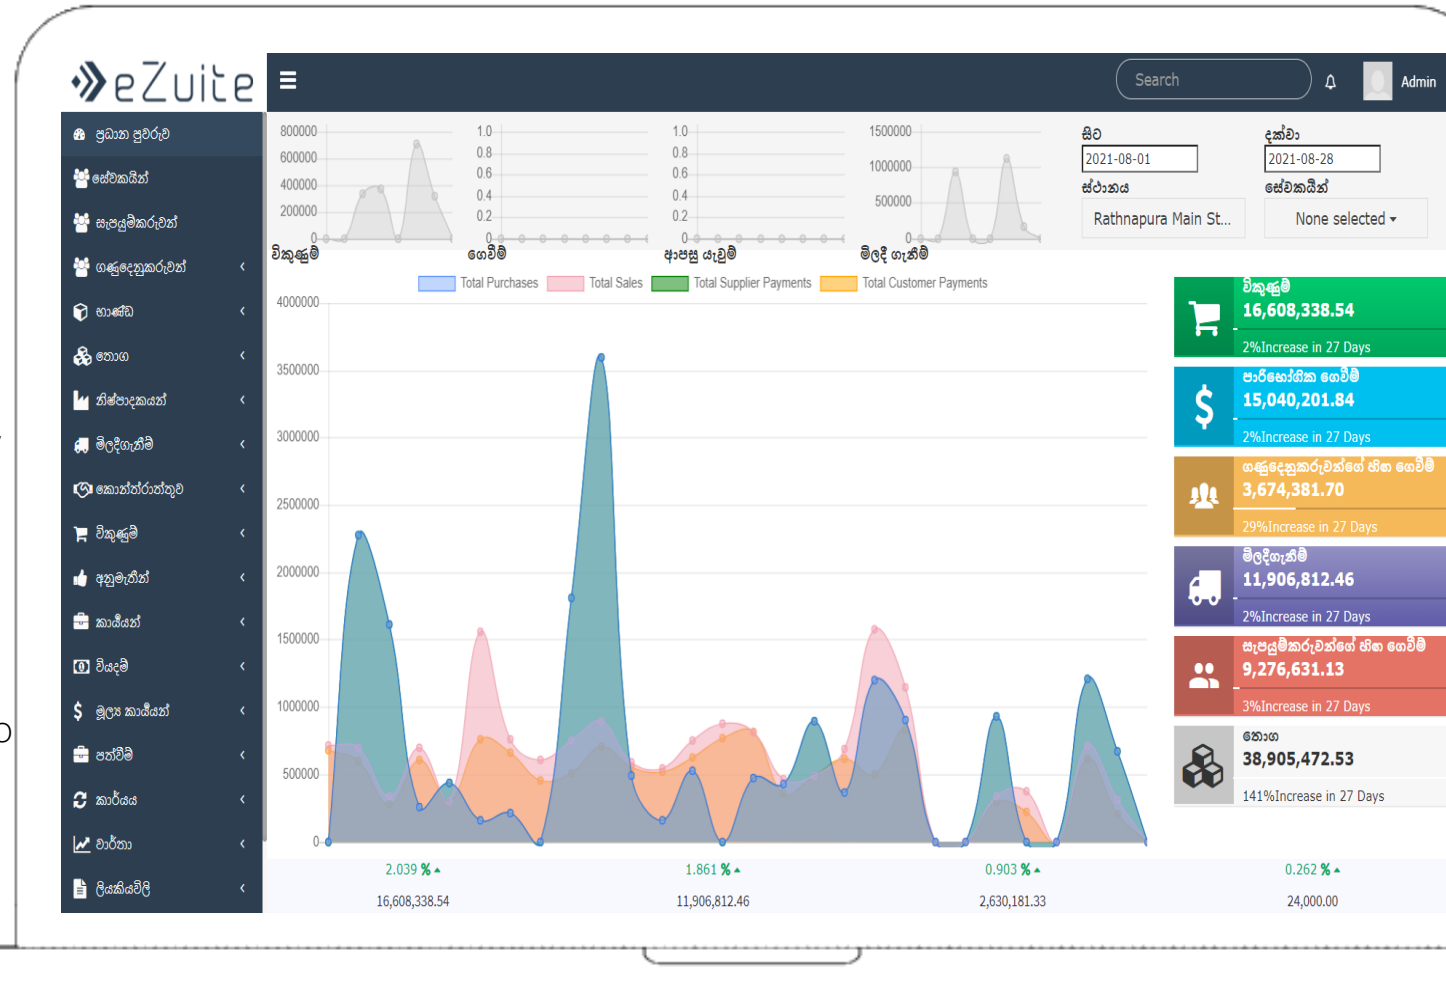 eZuite
Search
Admin
ප්‍රධාන පුවරුව
සේවකයින්
සැපයුම්කරුවන්
ගණුදෙනුකරුවන්
භාණ්ඩ
තොග
නිෂ්පාදකයන්
මිලදීගැනීම්
කොන්ත්රාත්තුව
විකුණුම්
අනුමැතීන්
කාර්යයන්
වියදම්
මූල්‍ය කාර්යයන්
පත්වීම්
කාර්යය
වාර්තා
ලියකියවිලි
800000
600000
400000
200000
0
විකුණුම්
1.0
0.8
0.6
0.4
0.2
0
ගෙවීම්
1.0
0.8
0.6
0.4
0.2
0
ආපසු යැවුම්
1500000
1000000
500000
0
මිලදී ගැනීම්
සිට
2021-08-01
දක්වා
2021-08-28
ස්ථානය
Rathnapura Main St...
සේවකයින්
None selected
Total Purchases Total Sales Total Supplier Payments Total Customer Payments
4000000
3500000
3000000
2500000
2000000
1500000
1000000
500000
0
විකුණුම්
16,608,338.54
2%Increase in 27 Days
පාරිභෝගික ගෙවීම්
15,040,201.84
2%Increase in 27 Days
ගණුදෙනුකරුවන්ගේ හිඟ ගෙවීම්
3,674,381.70
29%Increase in 27 Days
මිලදීගැනීම්
11,906,812.46
2%Increase in 27 Days
සැපයුම්කරුවන්ගේ හිඟ ගෙවීම්
9,276,631.13
3%Increase in 27 Days
තොග
38,905,472.53
141%Increase in 27 Days
2.039 % 1.861 % 0.903 % 0.262 %
16,608,338.54 11,906,812.46 2,630,181.33 24,000.00